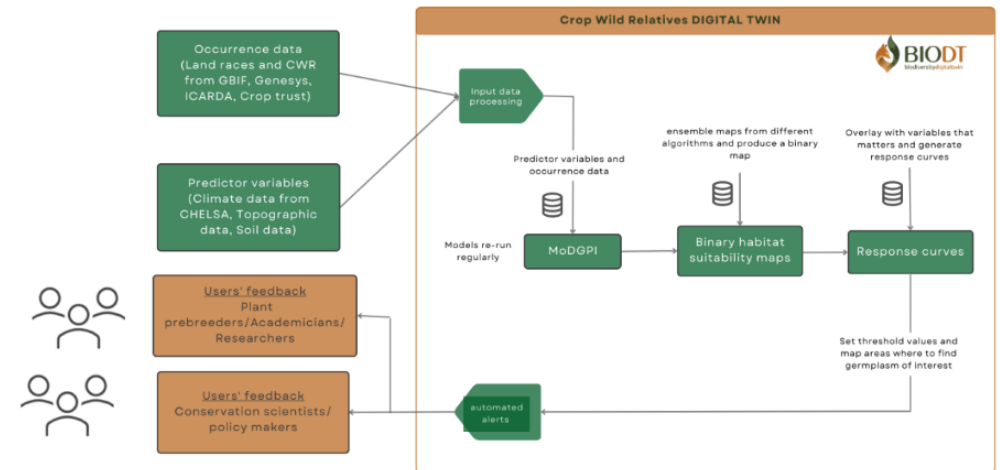 Crop Wild Relatives DIGITAL TWIN
BIODT
biodiversitydigitaltwin
Occurrence data
(Land races and CWR
from GBIF, Genesys,
ICARDA, Crop trust)
Input data
processing
Predictor variables
(Climate data from
CHELSA, Topographic
data, Soil data)
Predictor variables and
occurrence data
ensemble maps from different
algorithms and produce a binary
map
Overlay with variables that
matters and generate
response curves
Models re-run
regularly
MoDGPI
Binary habitat
suitability maps
Response curves
Users' feedback
Plant
prebreeders/Academicians/
Researchers
Set threshold values and
map areas where to find
germplasm of interest
Users' feedback
Conservation scientists/
policy makers
automated
alerts